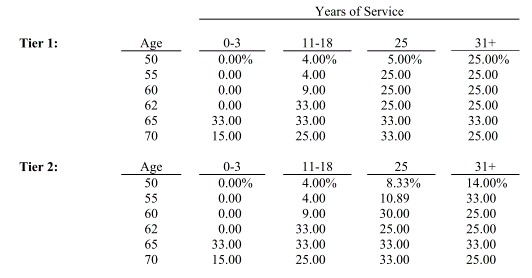 Years of Service
Tier 1: Age 0-3 11-18 25 31+
50 0.00% 4.00% 5.00% 25.00%
55 0.00 4.00 25.00 25.00
60 0.00 9.00 25.00 25.00
62 0.00 33.00 25.00 25.00
65 33.00 33.00 33.00 33.00
70 15.00 25.00 33.00 25.00
Tier 2: Age 0-3 11-18 25 31+
50 0.00% 4.00% 8.33% 14.00%
55 0.00 4.00 10.89 33.00
60 0.00 9.00 30.00 25.00
62 0.00 33.00 25.00 25.00
65 33.00 33.00 33.00 33.00
70 15.00 25.00 33.00 25.00